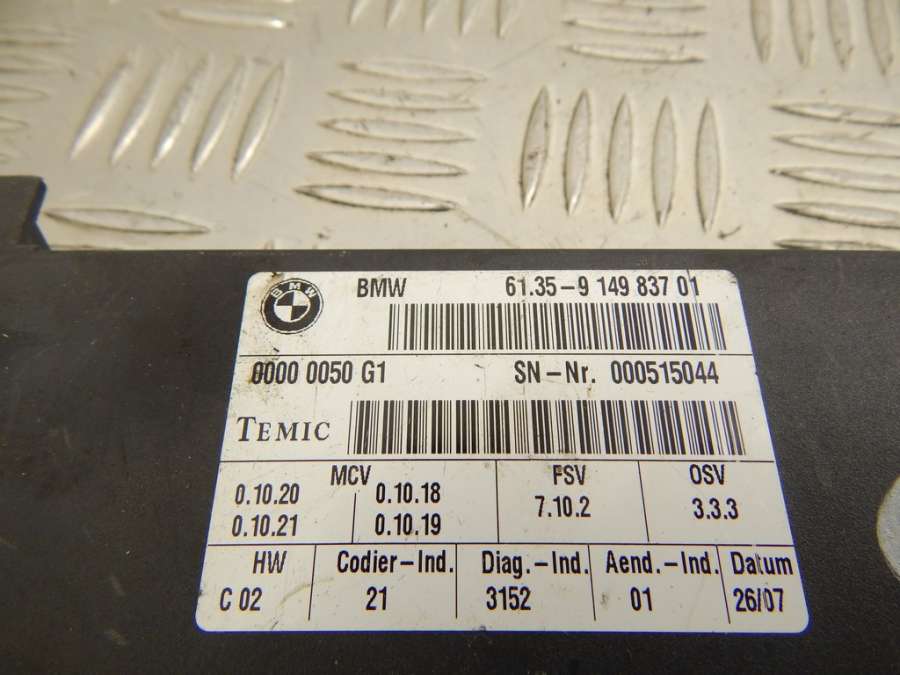 BMW BMW 61.35-9 149 837 01
0000 0050 G1 SN-Nr. 000515044
TEMIC
MCV FSV OSV
0.10.20 0.10.18 7.10.2 3.3.3
0.10.21 0.10.19
HW Codier-Ind. Diag.-Ind. Aend.-Ind. Datum
C 02 21 3152 01 26/07